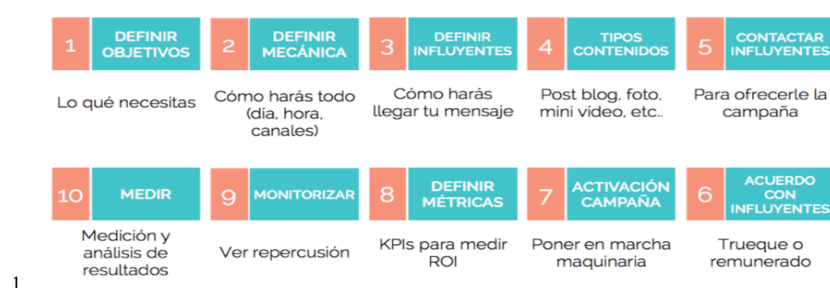 1
DEFINIR
OBJETIVOS
Lo qué necesitas
2
DEFINIR
MECÁNICA
Cómo harás todo
(día, hora,
canales)
3
DEFINIR
INFLUYENTES
Cómo harás
llegar tu mensaje
4
TIPOS
CONTENIDOS
Post blog, foto,
mini vídeo, etc..
5
CONTACTAR
INFLUYENTES
Para ofrecerle la
campaña
10
MEDIR
Medición y
análisis de
resultados
9
MONITORIZAR
Ver repercusión
8
DEFINIR
MÉTRICAS
KPIs para medir
ROI
7
ACTIVACIÓN
CAMPAÑA
Poner en marcha
maquinaria
6
ACUERDO
CON
INFLUYENTES
Trueque o
remunerado
1